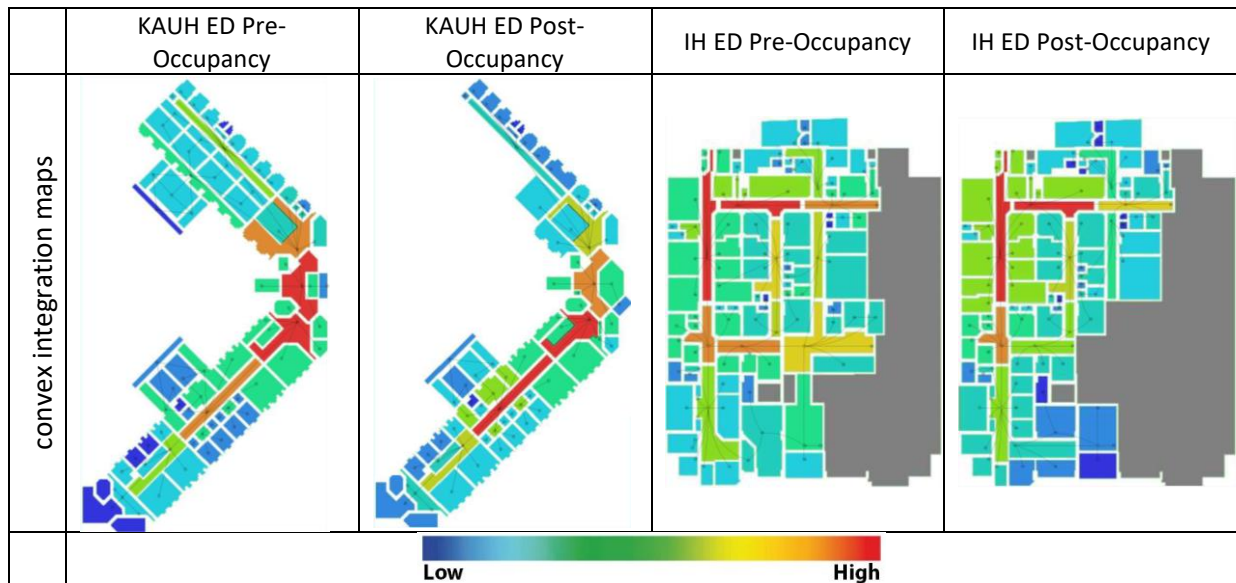 KAUH ED Pre-
Occupancy
KAUH ED Post-
Occupancy
IH ED Pre-Occupancy
IH ED Post-Occupancy
convex integration maps
Low
High